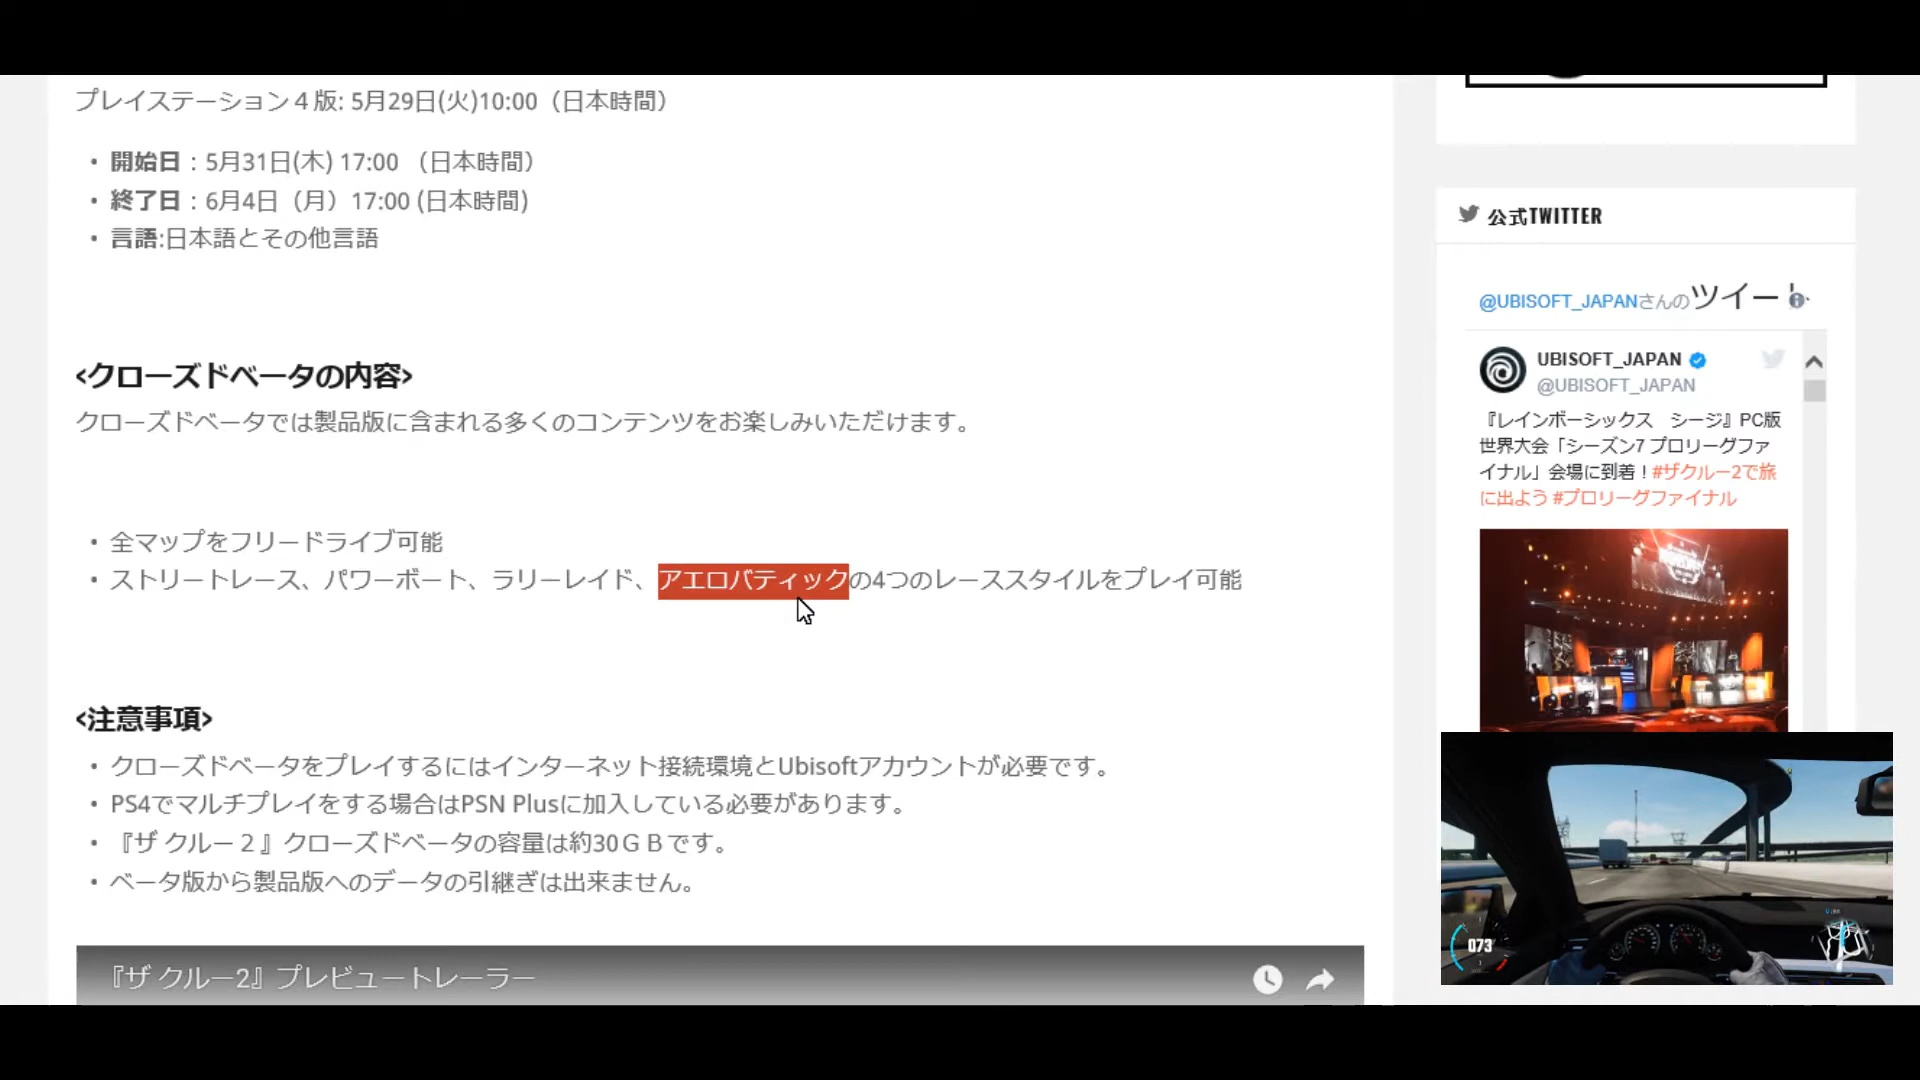 プレイステーション４版: 5月29日(火)10:00（日本時間）
・開始日：5月31日(木) 17:00 （日本時間）
・終了日：6月4日（月）17:00 (日本時間)
・言語:日本語とその他言語
<クローズドベータの内容>
クローズドベータでは製品版に含まれる多くのコンテンツをお楽しみいただけます。
・全マップをフリードライブ可能
・ストリートレース、パワーボート、ラリーレイド、アエロバティックの4つのレーススタイルをプレイ可能
<注意事項>
・クローズドベータをプレイするにはインターネット接続環境とUbisoftアカウントが必要です。
・PS4でマルチプレイをする場合はPSN Plusに加入している必要があります。
・『ザ クルー２』クローズドベータの容量は約30ＧＢです。
・ベータ版から製品版へのデータの引継ぎは出来ません。
『ザ クルー2』プレビュートレーラー
公式TWITTER
@UBISOFT_JAPANさんのツイート
UBISOFT_JAPAN
@UBISOFT_JAPAN
『レインボーシックス　シージ』PC版
世界大会「シーズン7 プロリーグファ
イナル」会場に到着！#ザクルー2で旅
に出よう #プロリーグファイナル
073